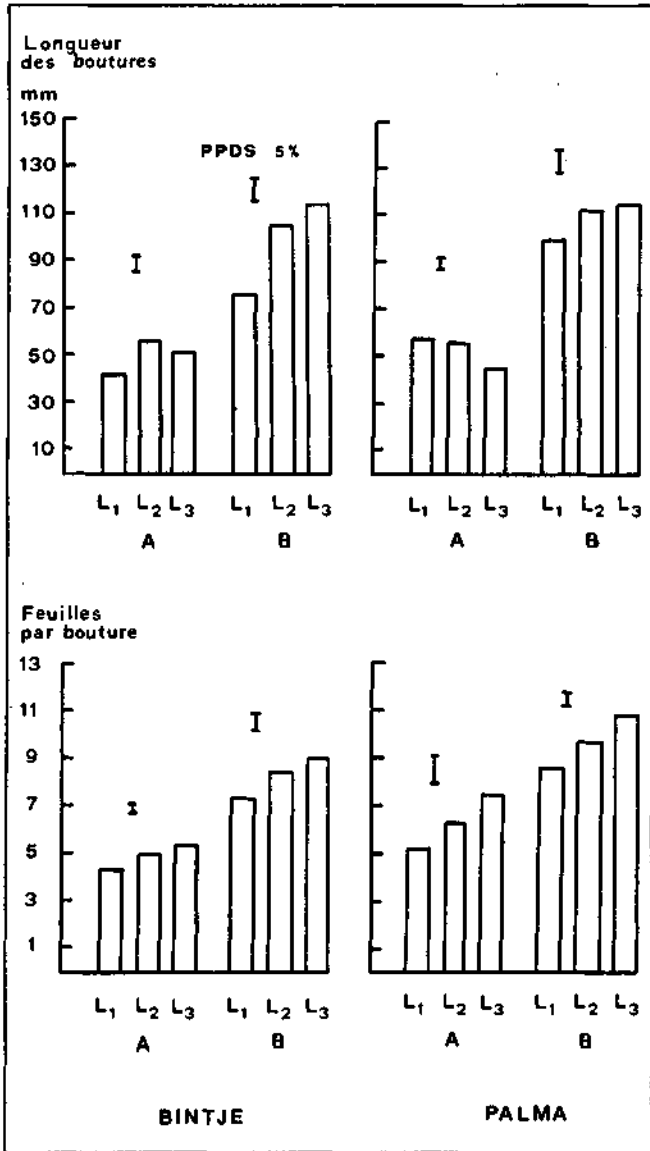 Longueur
des boutures
mm
150
130
110
90
70
50
30
10
PPDS 5%
L₁ L₂ L₃ L₁ L₂ L₃
A B
L₁ L₂ L₃ L₁ L₂ L₃
A B
Feuilles
par bouture
13
11
9
7
5
3
1
L₁ L₂ L₃ L₁ L₂ L₃
A B
L₁ L₂ L₃ L₁ L₂ L₃
A B
BINTJE PALMA